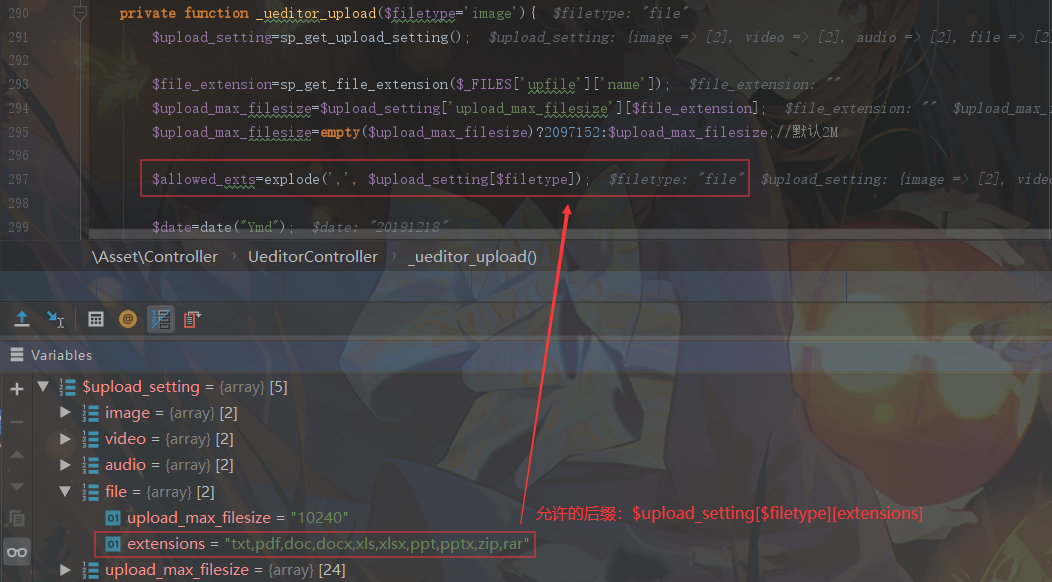 290 private function _ueditor_upload($filetype='image'){ $filetype: "file"
291 $upload_setting=sp_get_upload_setting(); $upload_setting: {image => [2], video => [2], audio => [2], file => [2
292
293 $file_extension=sp_get_file_extension($_FILES['upfile']['name']); $file_extension: ""
294 $upload_max_filesize=$upload_setting['upload_max_filesize'][$file_extension]; $file_extension: "" $upload_max_
295 $upload_max_filesize=empty($upload_max_filesize)?2097152:$upload_max_filesize;//默认2M
296
297 $allowed_exts=explode(',', $upload_setting[$filetype]); $filetype: "file" $upload_setting: {image => [2], video
298
299 $date=date("Ymd"); $date: "20191218"
\Asset\Controller › UeditorController › _ueditor_upload()
Variables
$upload_setting = {array} [5]
image = {array} [2]
video = {array} [2]
audio = {array} [2]
file = {array} [2]
upload_max_filesize = "10240"
允许的后缀: $upload_setting[$filetype][extensions]
extensions = "txt,pdf,doc,docx,xls,xlsx,ppt,pptx,zip,rar"
upload_max_filesize = {array} [24]